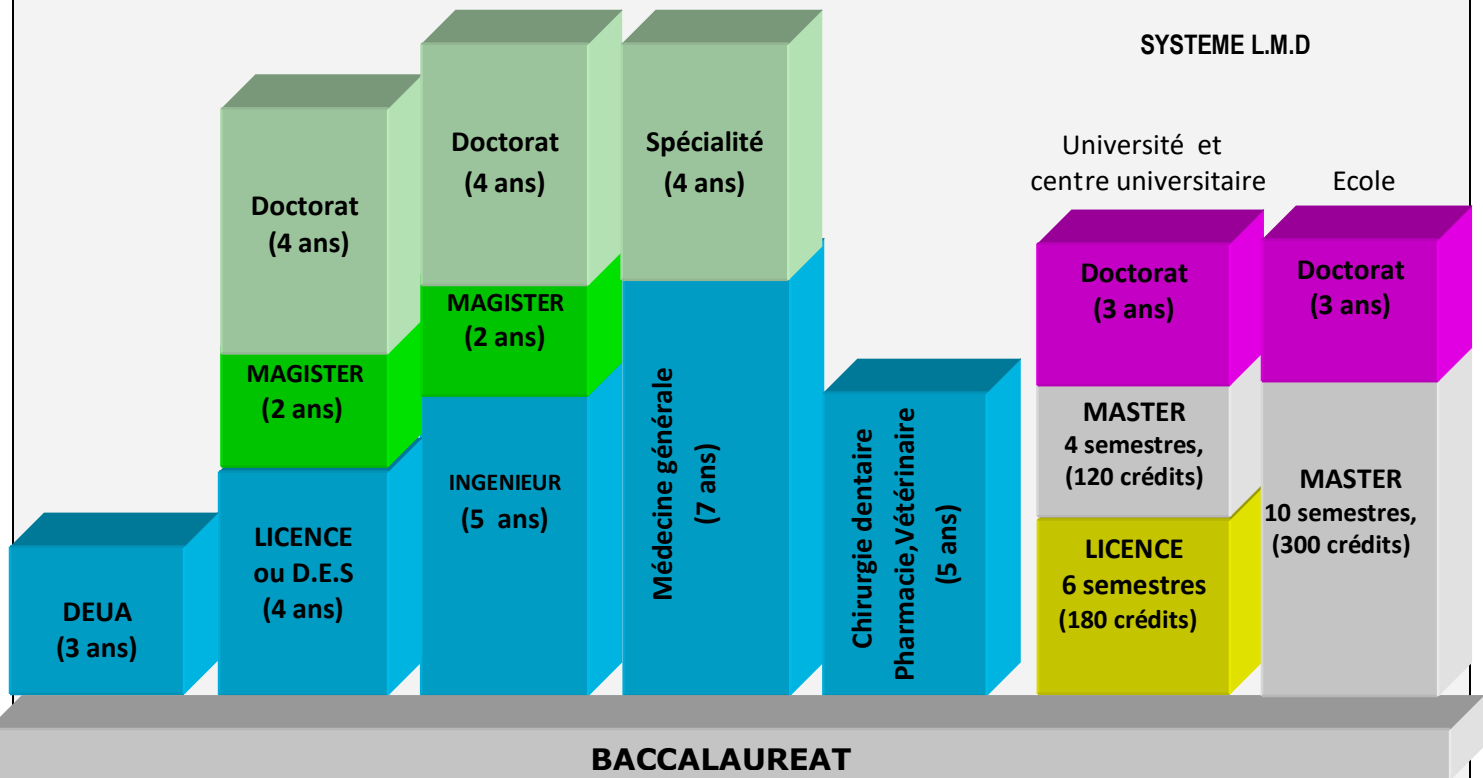 SYSTEME L.M.D
Université et
centre universitaire
Ecole
DEUA
(3 ans)
Doctorat
(4 ans)
MAGISTER
(2 ans)
LICENCE
ou D.E.S
(4 ans)
Doctorat
(4 ans)
MAGISTER
(2 ans)
INGENIEUR
(5 ans)
Spécialité
(4 ans)
Médecine générale
(7 ans)
Chirurgie dentaire
Pharmacie,Vétérinaire
(5 ans)
Doctorat
(3 ans)
MASTER
4 semestres,
(120 crédits)
LICENCE
6 semestres
(180 crédits)
Doctorat
(3 ans)
MASTER
10 semestres,
(300 crédits)
BACCALAUREAT